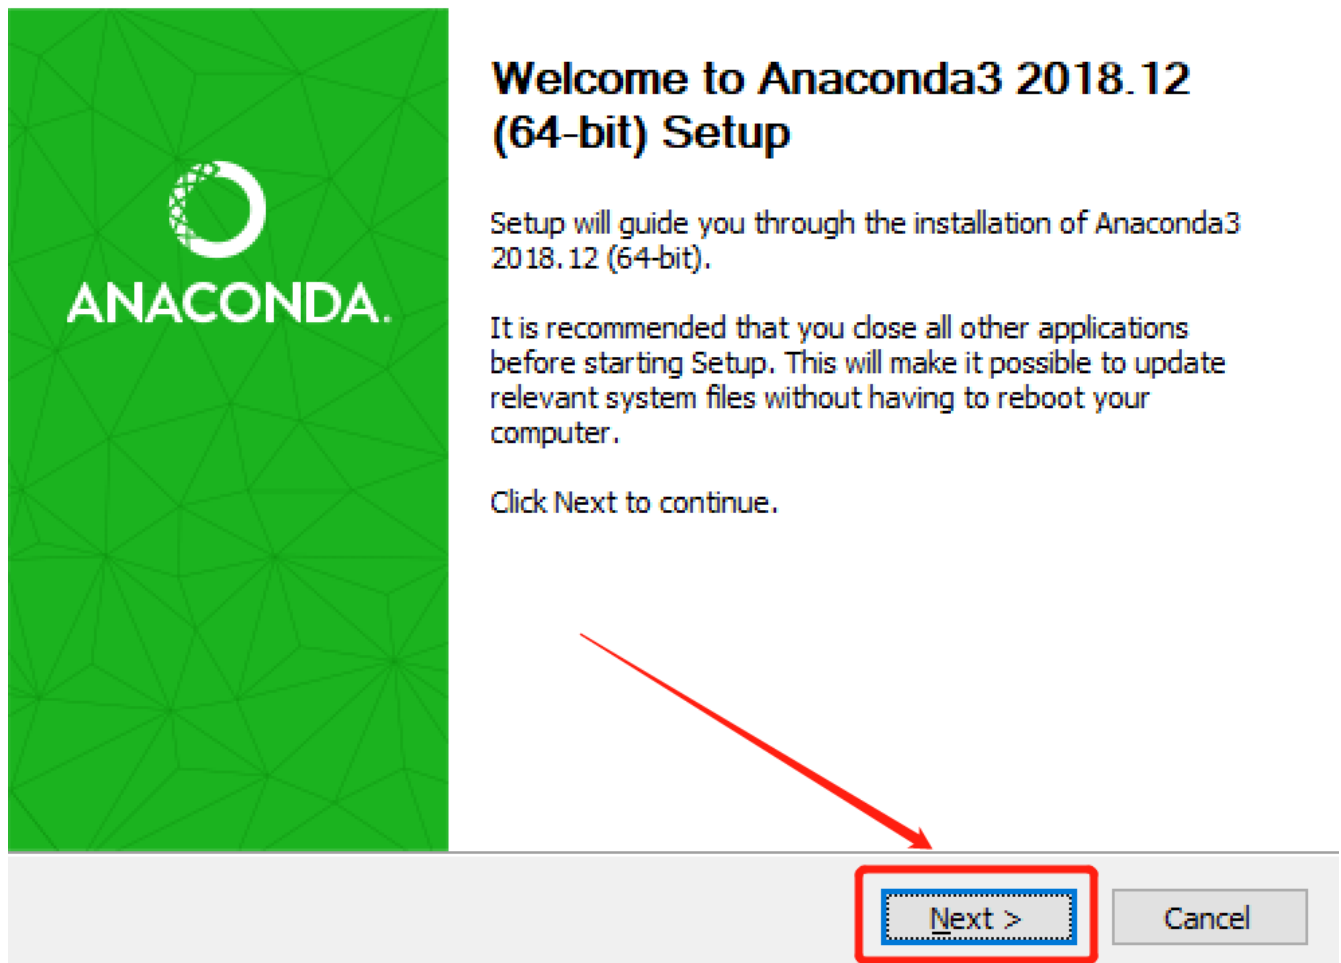 Welcome to Anaconda3 2018.12
(64-bit) Setup
ANACONDA.
Setup will guide you through the installation of Anaconda3
2018.12 (64-bit).
It is recommended that you close all other applications
before starting Setup. This will make it possible to update
relevant system files without having to reboot your
computer.
Click Next to continue.
Next >
Cancel